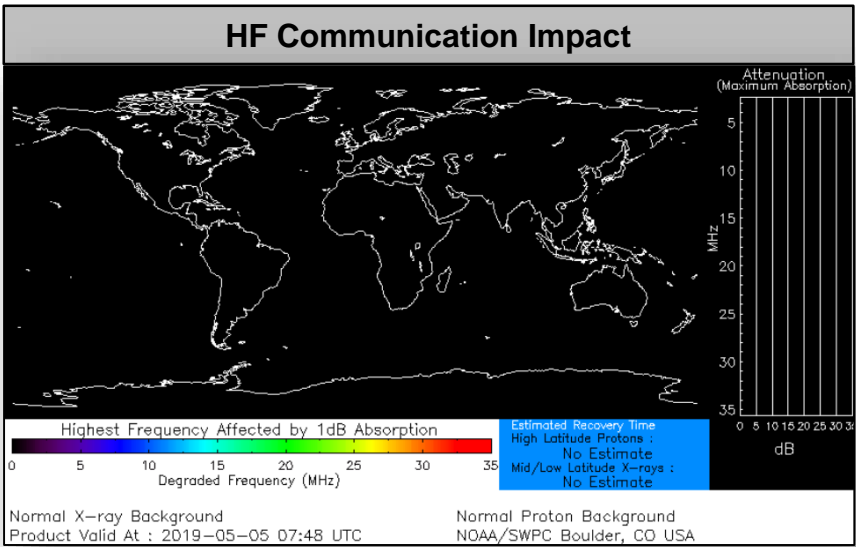 HF Communication Impact
Attenuation
(Maximum Absorption)
5
10
15
20
25
30
35
MHz
0 5 10 15 20 25 30 3
dB
Highest Frequency Affected by 1dB Absorption
0 5 10 15 20 25 30 35
Degraded Frequency (MHz)
Estimated Recovery Time
High Latitude Protons :
No Estimate
Mid/Low Latitude X-rays :
No Estimate
Normal X-ray Background
Normal Proton Background
Product Valid At : 2019-05-05 07:48 UTC
NOAA/SWPC Boulder, CO USA